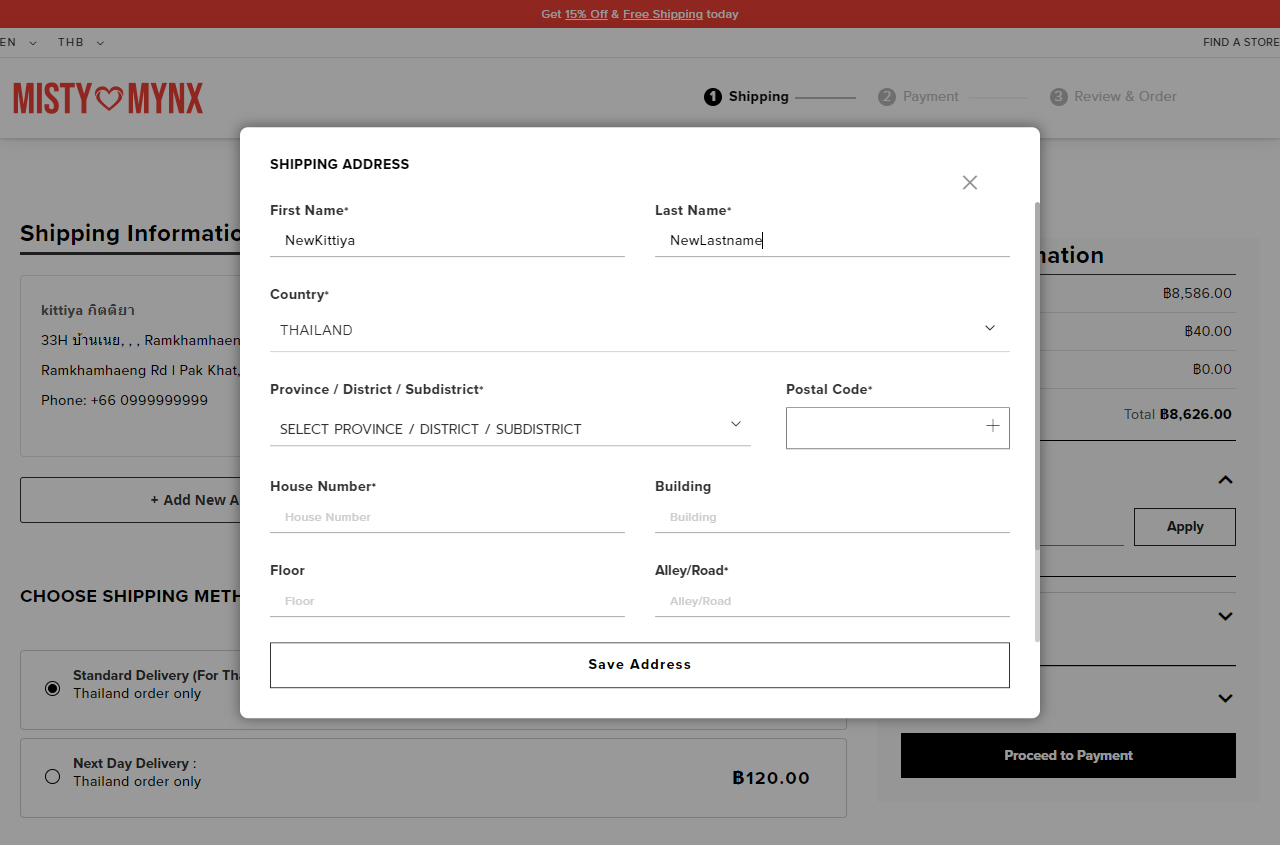 Get 15% Off & Free Shipping today
EN THB FIND A STORE
MISTY MYNX
1 Shipping 2 Payment 3 Review & Order
SHIPPING ADDRESS
First Name* Last Name*
NewKittiya NewLastname
Country*
THAILAND
Province / District / Subdistrict* Postal Code*
SELECT PROVINCE / DISTRICT / SUBDISTRICT
House Number* Building
House Number Building
Floor Alley/Road*
Floor Alley/Road
Save Address
Shipping Informatio
kittiya กิตติยา
33H บ้านเนย, , , Ramkhamhaen
Ramkhamhaeng Rd | Pak Khat,
Phone: +66 0999999999
+ Add New A
CHOOSE SHIPPING METH
Standard Delivery (For Tha
Thailand order only
Next Day Delivery :
Thailand order only
฿120.00
mation
฿8,586.00
฿40.00
฿0.00
Total ฿8,626.00
Apply
Proceed to Payment